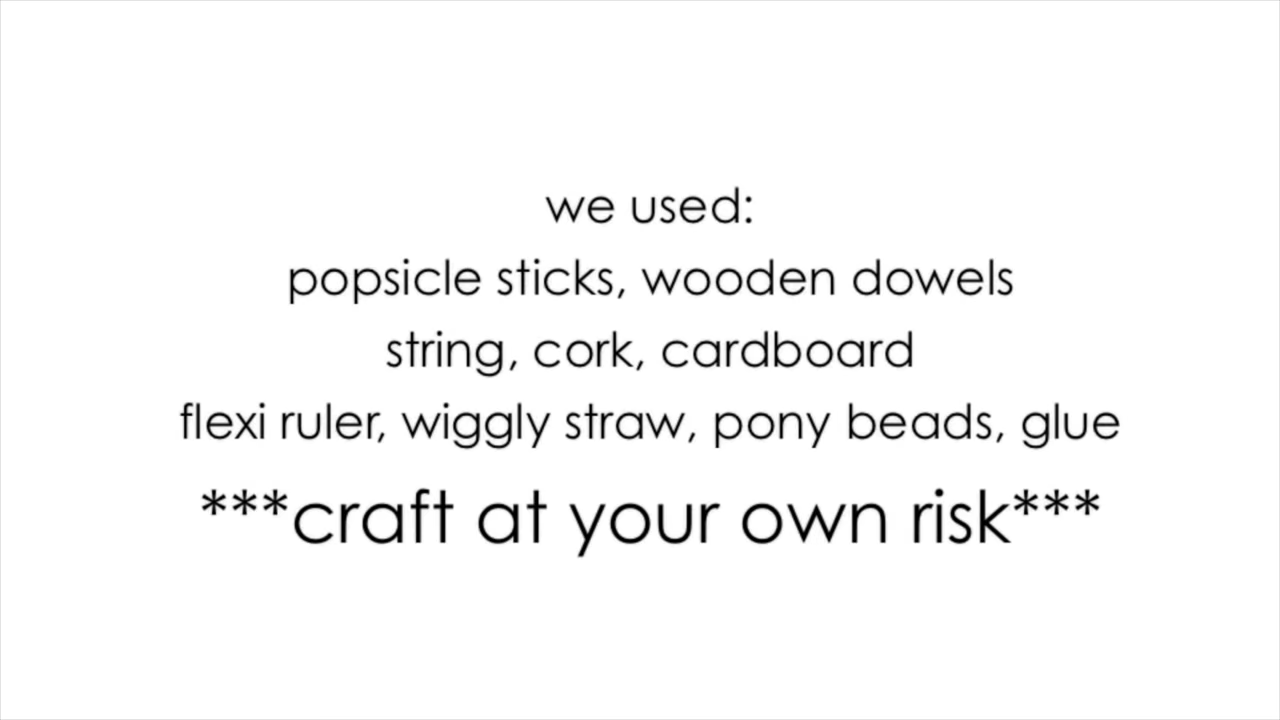 we used:
popsicle sticks, wooden dowels
string, cork, cardboard
flexi ruler, wiggly straw, pony beads, glue
***craft at your own risk***